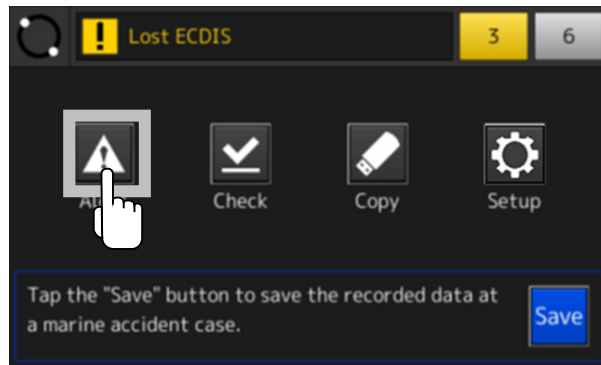 Lost ECDIS
3
6
Check
Copy
Setup
Tap the "Save" button to save the recorded data at
a marine accident case.
Save